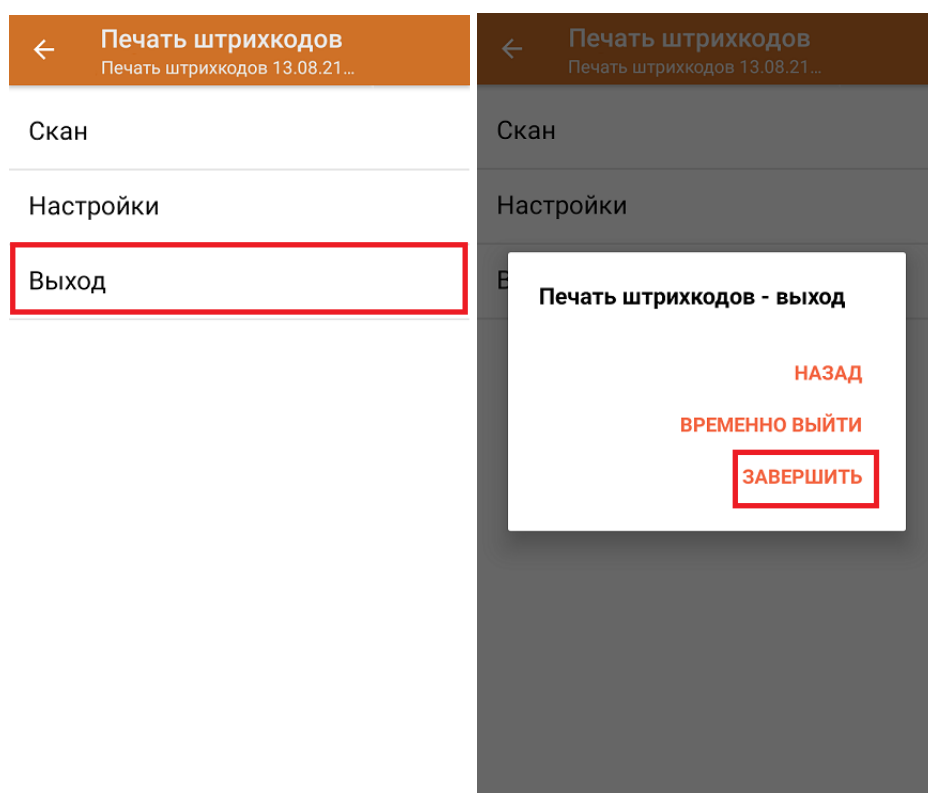 Печать штрихкодов
Печать штрихкодов 13.08.21...
Скан
Настройки
Выход
Печать штрихкодов
Печать штрихкодов 13.08.21...
Скан
Настройки
В
Печать штрихкодов - выход
НАЗАД
ВРЕМЕННО ВЫЙТИ
ЗАВЕРШИТЬ